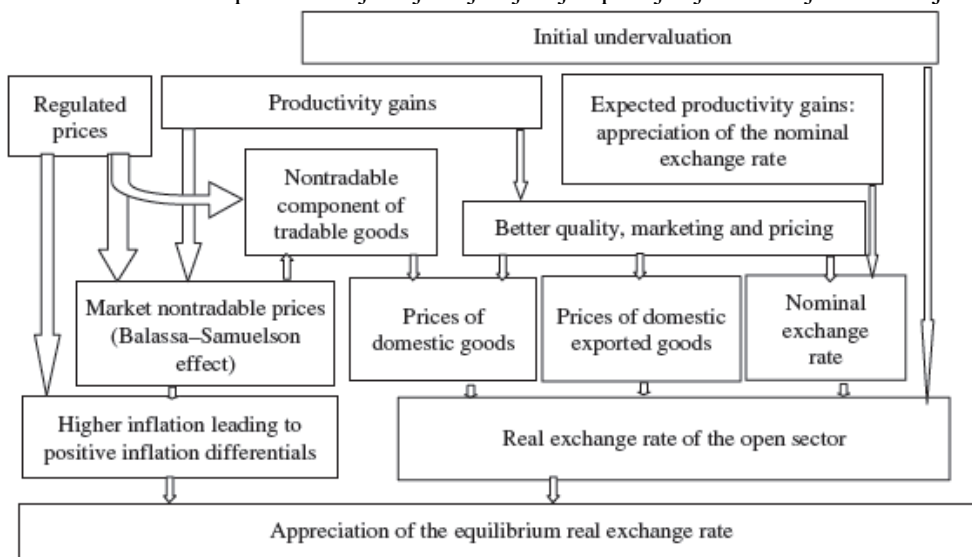 Initial undervaluation
Regulated
prices
Productivity gains
Expected productivity gains:
appreciation of the nominal
exchange rate
Nontradable
component of
tradable goods
Better quality, marketing and pricing
Market nontradable prices
(Balassa–Samuelson
effect)
Prices of
domestic goods
Prices of domestic
exported goods
Nominal
exchange
rate
Higher inflation leading to
positive inflation differentials
Real exchange rate of the open sector
Appreciation of the equilibrium real exchange rate